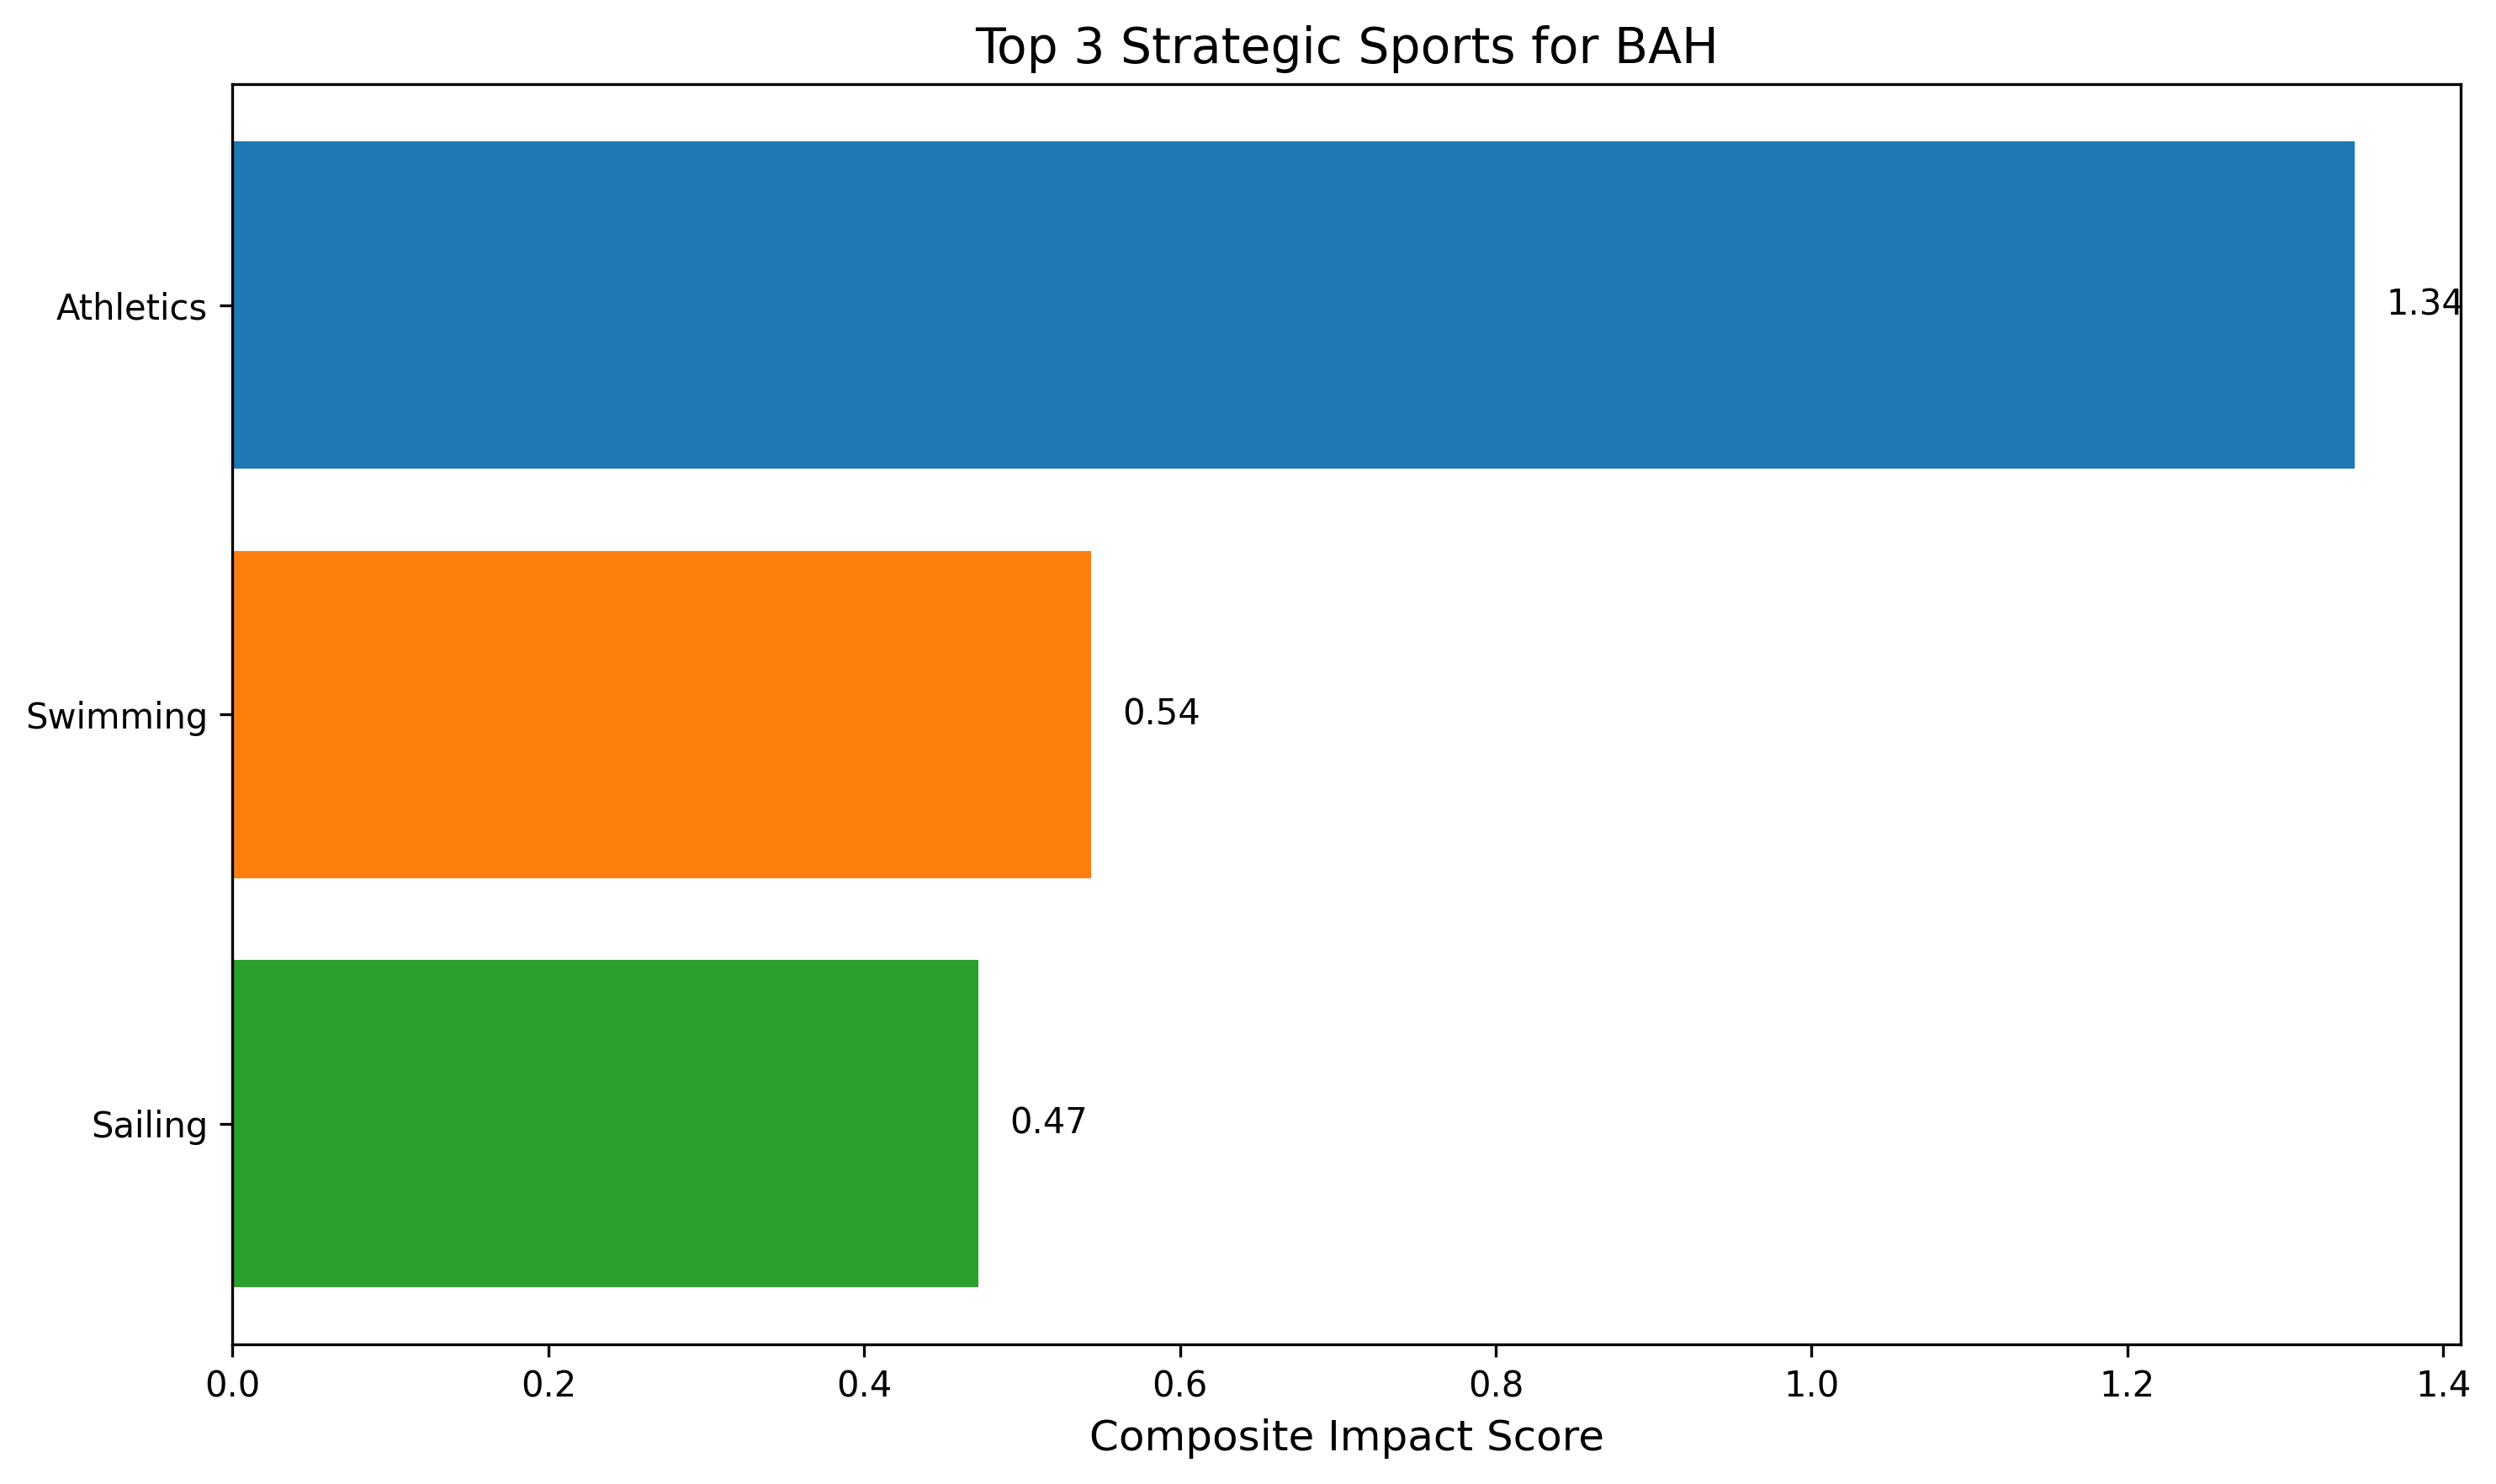 Top 3 Strategic Sports for BAH
Athletics
1.34
Swimming
0.54
Sailing
0.47
0.0 0.2 0.4 0.6 0.8 1.0 1.2 1.4
Composite Impact Score